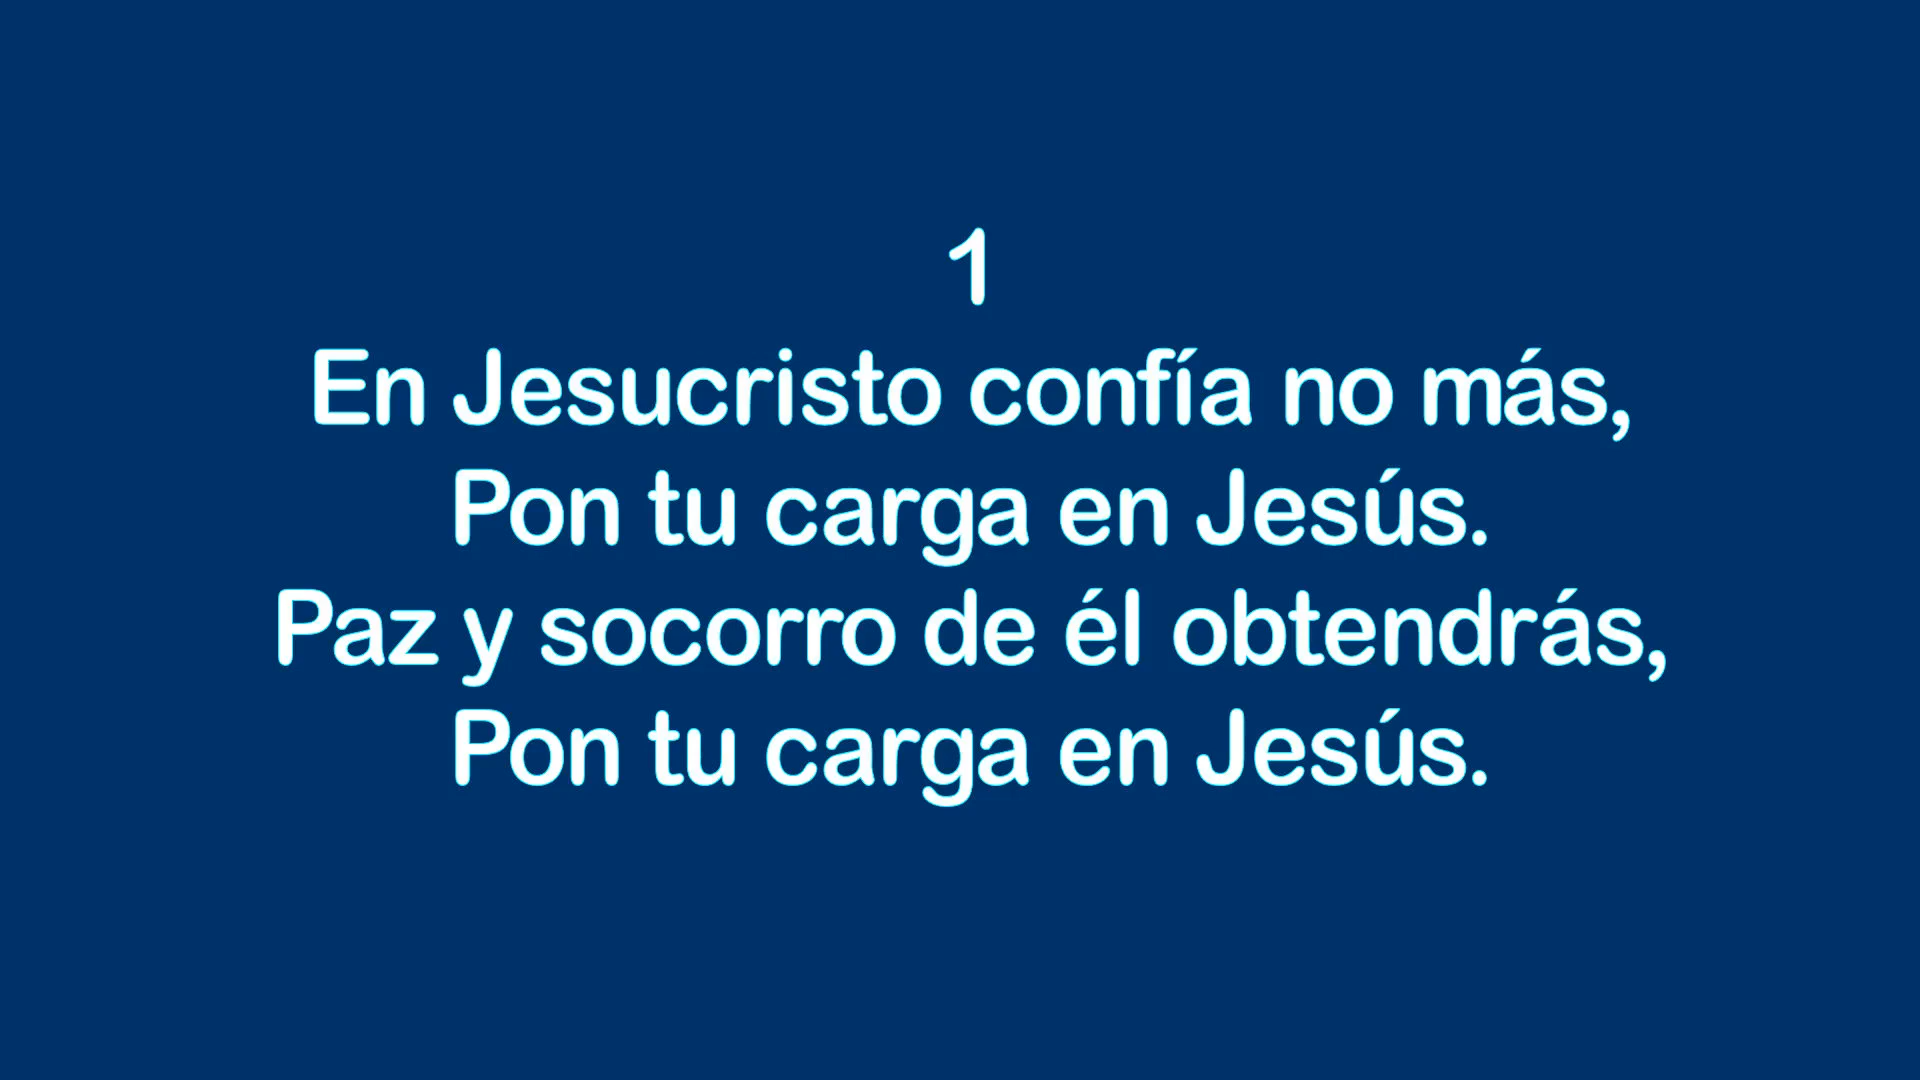 1
En Jesucristo confía no más,
Pon tu carga en Jesús.
Paz y socorro de él obtendrás,
Pon tu carga en Jesús.